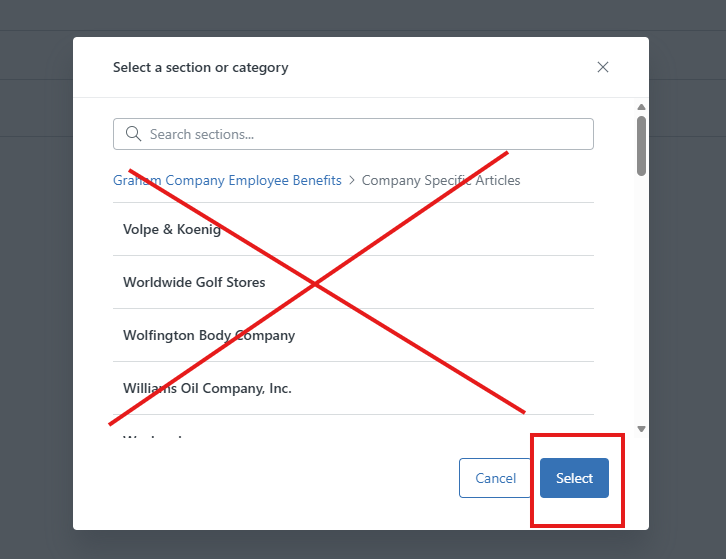 Select a section or category
Search sections...
Graham Company Employee Benefits > Company Specific Articles
Volpe & Koenig
Worldwide Golf Stores
Wolfington Body Company
Williams Oil Company, Inc.
Cancel
Select